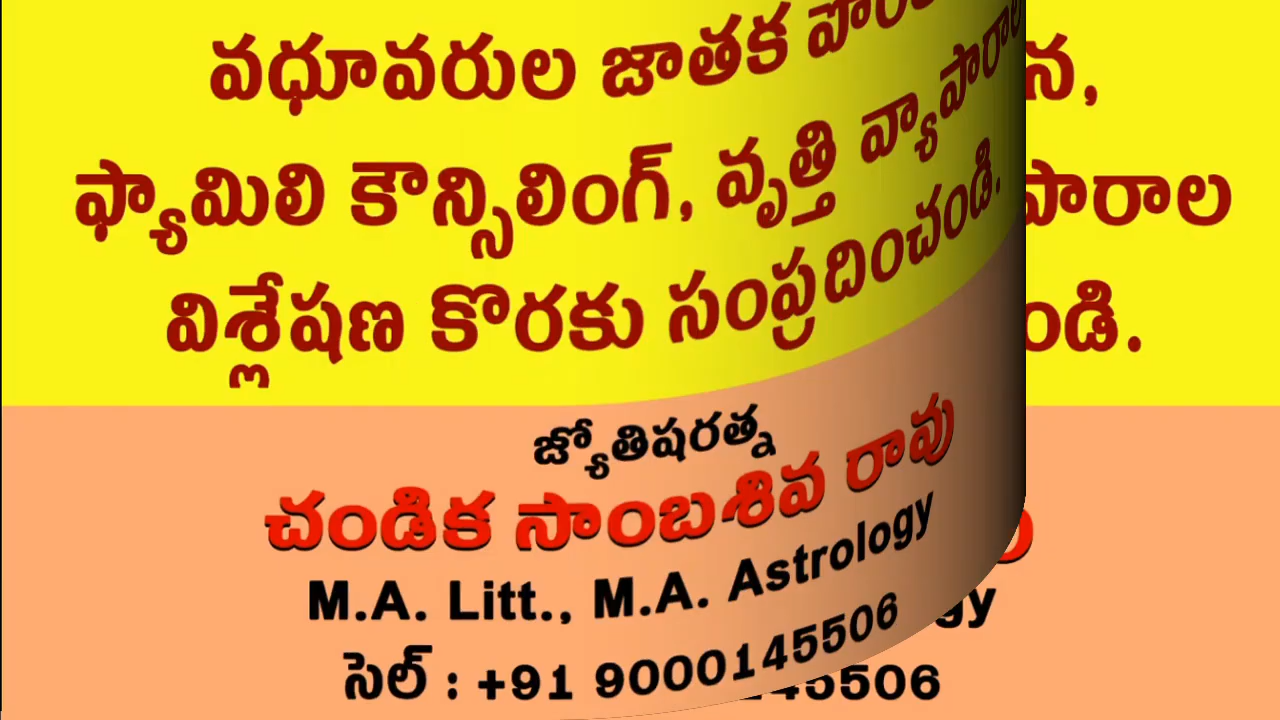 వధూవరుల జాతక
ఫ్యామిలి కౌన్సిలింగ్, వృత్తి వ్యాపారాల
విశ్లేషణ కొరకు సంప్రదించండి.
జ్యోతిషరత్న
చండిక సాంబశివ రావు
M.A. Litt., M.A. Astrology
సెల్ : +91 9000145506